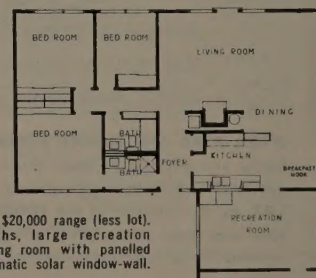 BED ROOM
BED ROOM
LIVING ROOM
DINING
BED ROOM
BATH
FOYER
KITCHEN
BATH
BREAKFAST
NOOK
RECREATION
ROOM
$20,000 range (less lot).
hs, large recreation
ng room with panelled
matic solar window-wall.